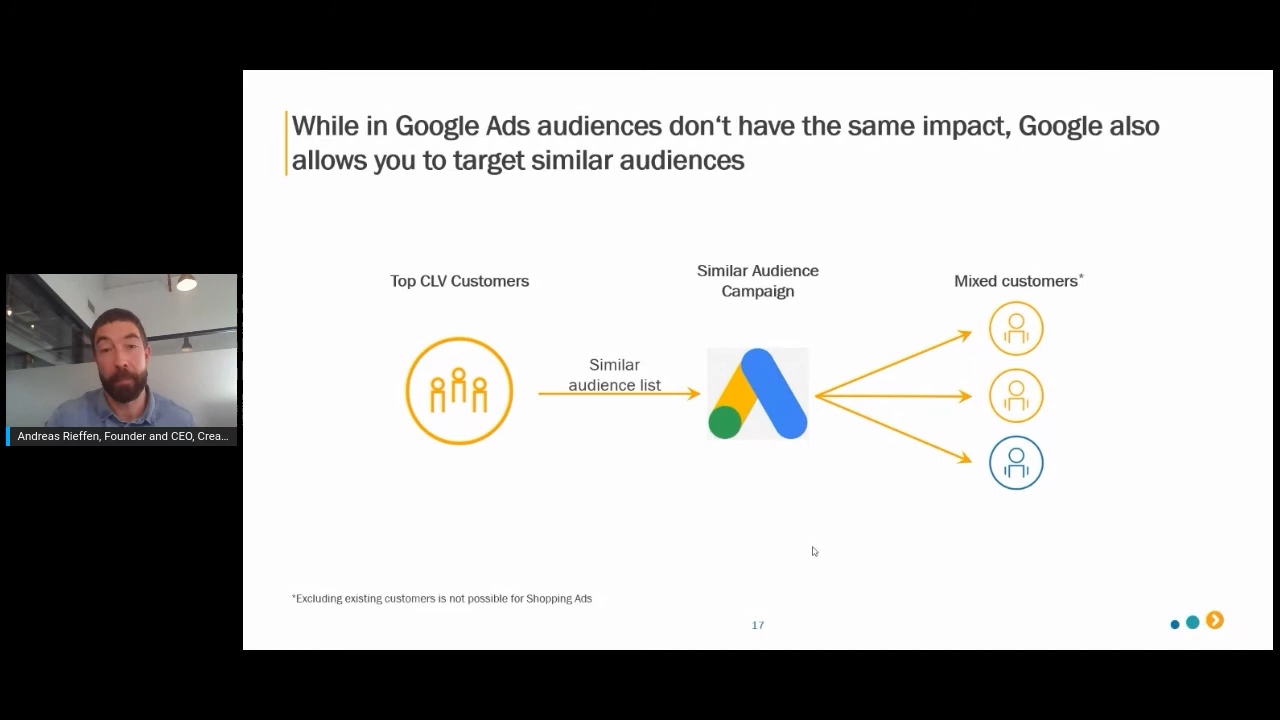 While in Google Ads audiences don‘t have the same impact, Google also
allows you to target similar audiences
Top CLV Customers
Similar Audience
Campaign
Mixed customers*
Similar
audience list
Andreas Rieffen, Founder and CEO, Crea...
*Excluding existing customers is not possible for Shopping Ads
17